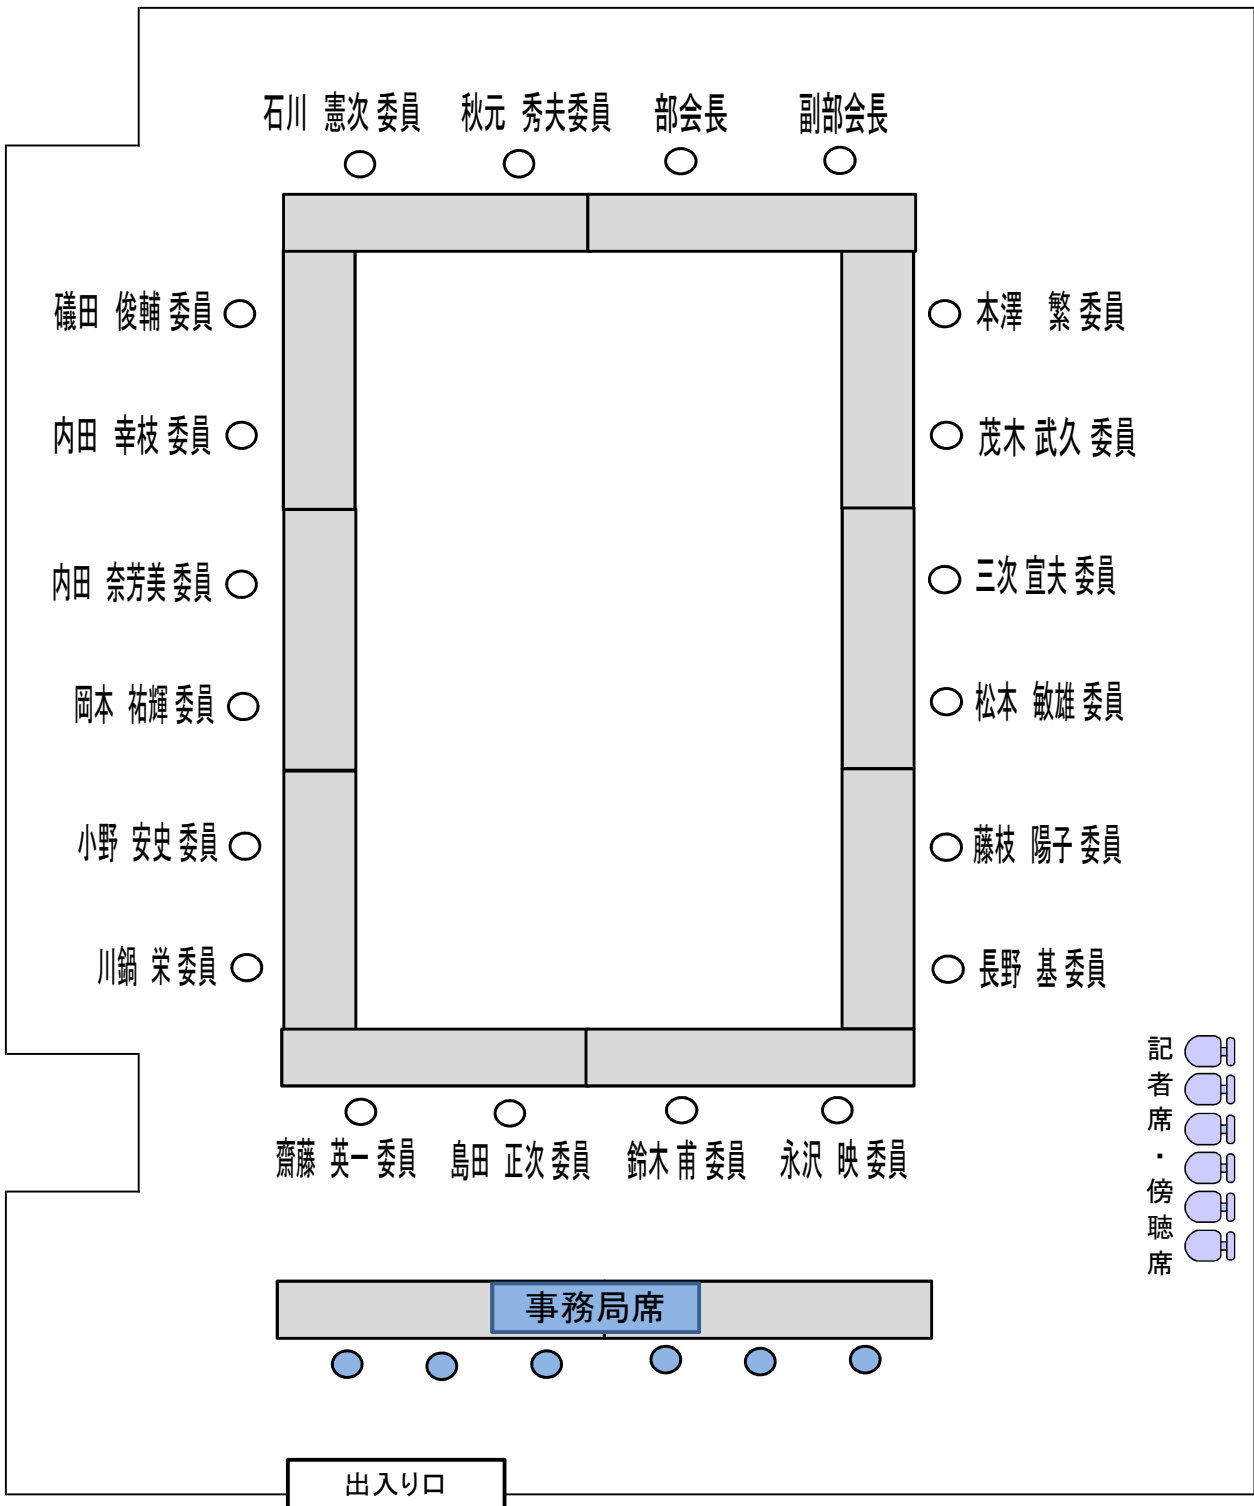 石川 憲次 委員 秋元 秀夫委員 部会長 副部会長
礒田 俊輔 委員 本澤 繁 委員
内田 幸枝 委員 茂木 武久 委員
内田 奈芳美 委員 三次 宣夫 委員
岡本 祐輝 委員 松本 敏雄 委員
小野 安史 委員 藤枝 陽子 委員
川鍋 栄 委員 長野 基 委員
齋藤 英一 委員 島田 正次 委員 鈴木 甫 委員 永沢 映 委員
記者席・傍聴席
事務局席
出入り口